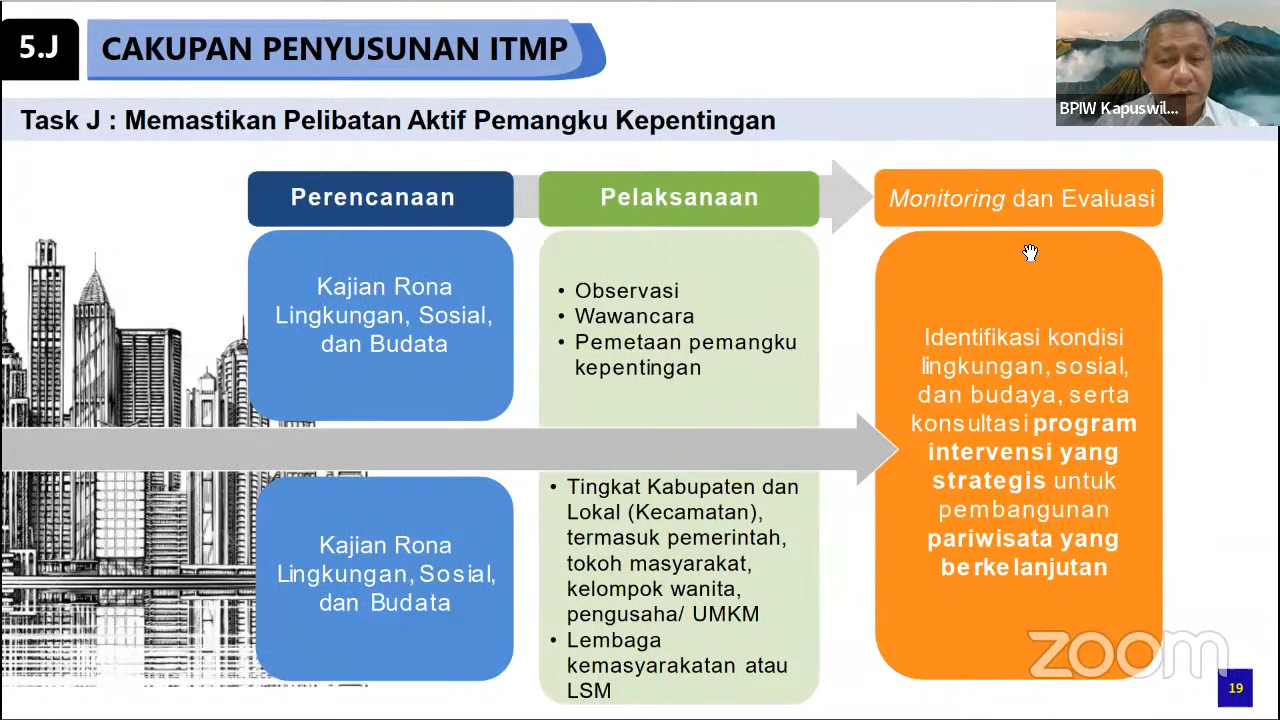 5.J
CAKUPAN PENYUSUNAN ITMP
BPIW Kapuswil...
Task J : Memastikan Pelibatan Aktif Pemangku Kepentingan
Perencanaan
Pelaksanaan
Monitoring dan Evaluasi
Kajian Rona
Lingkungan, Sosial,
dan Budata
• Observasi
• Wawancara
• Pemetaan pemangku
kepentingan
Identifikasi kondisi
lingkungan, sosial,
dan budaya, serta
konsultasi program
intervensi yang
strategis untuk
pembangunan
pariwisata yang
berkelanjutan
Kajian Rona
Lingkungan, Sosial,
dan Budata
• Tingkat Kabupaten dan
Lokal (Kecamatan),
termasuk pemerintah,
tokoh masyarakat,
kelompok wanita,
pengusaha/ UMKM
• Lembaga
kemasyarakatan atau
LSM
zoom
19